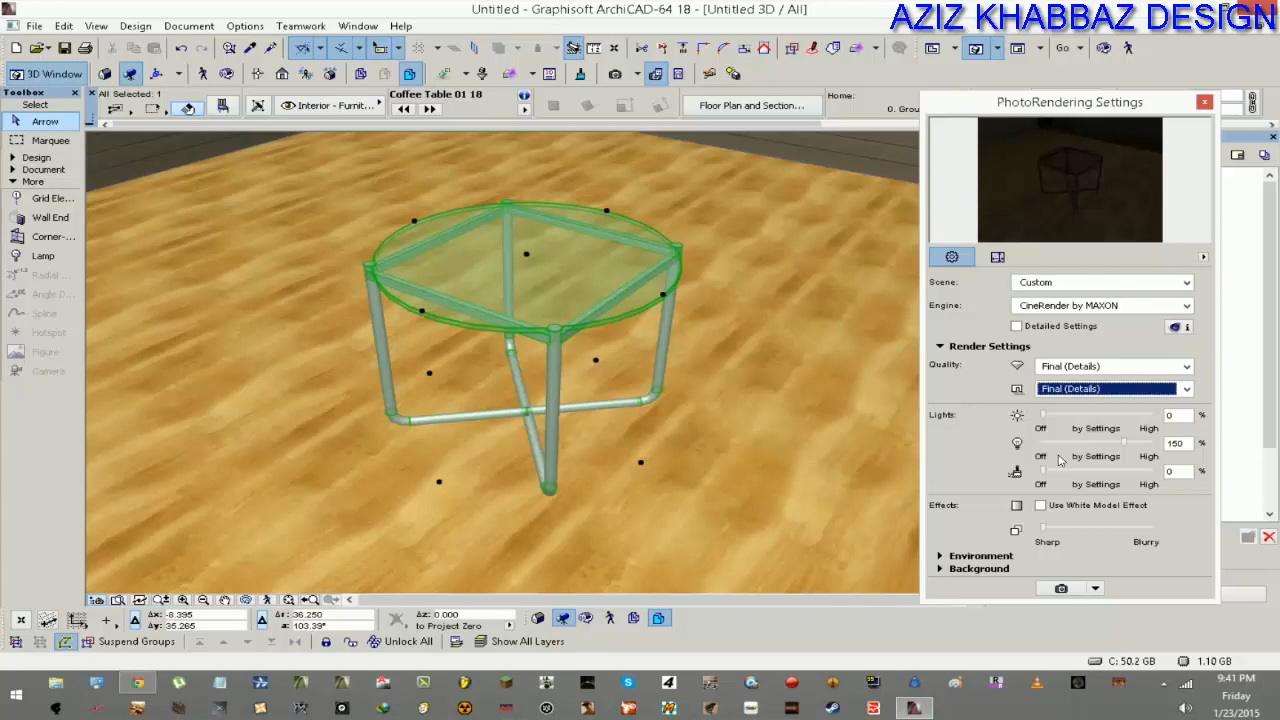 Untitled - Graphisoft ArchiCAD-64 18 - [Untitled 3D / All]
AZIZ KHABBAZ DESIGN
File Edit View Design Document Options Teamwork Window Help
Go
3D Window
Toolbox
Select
Arrow
Marquee
Design
Document
More
Grid Ele...
Wall End
Corner-...
Lamp
Radial ...
Angle D...
Spline
Hotspot
Figure
Camera
All Selected: 1
Interior - Furnit...
Coffee Table 01 18
Floor Plan and Section...
Home:
0. Grou
PhotoRendering Settings
Scene: Custom
Engine: CineRender by MAXON
Detailed Settings
Render Settings
Quality: Final (Details)
Final (Details)
Lights: 0 %
Off by Settings High
150 %
Off by Settings High
0 %
Off by Settings High
Effects: Use White Model Effect
Sharp Blurry
Environment
Background
Δx: -8.395
Δy: 35.265
Δr: 36.250
a: 103.39°
Δz: 0.000
to Project Zero
Suspend Groups
Unlock All
Show All Layers
C: 50.2 GB
1.10 GB
9:41 PM
Friday
1/23/2015